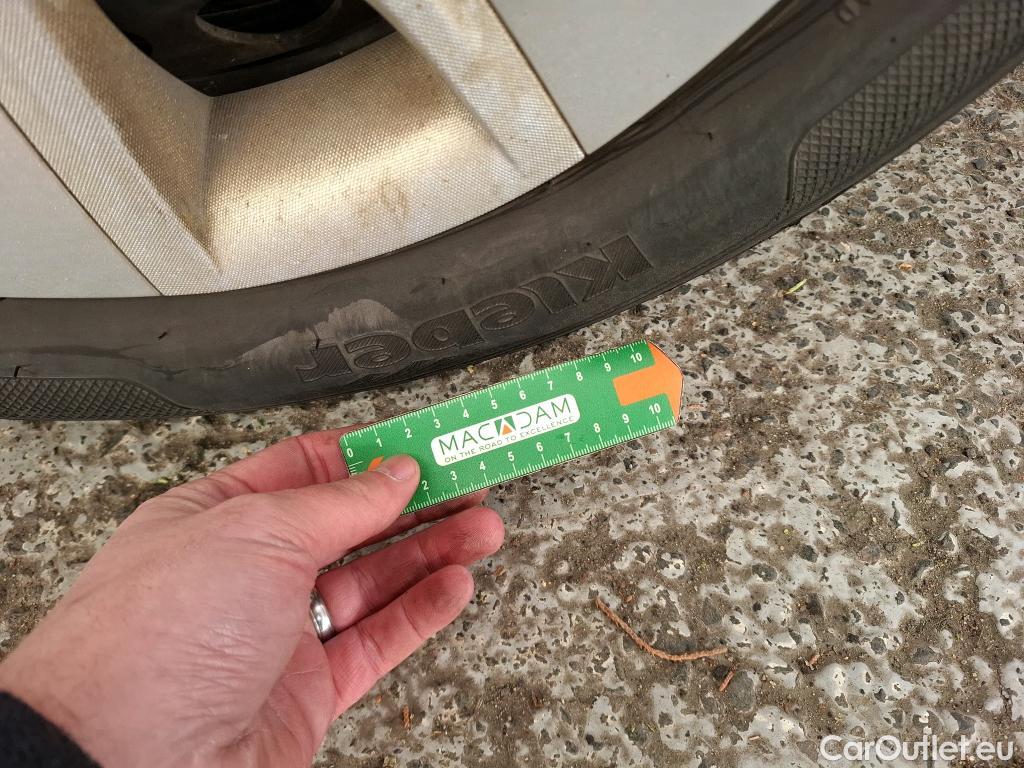 Kleber
0 1 2 3 4 5 6 7 8 9 10
MACADAM
ON THE ROAD TO EXCELLENCE
2 3 4 5 6 7 8 9 10
CarOutlet.eu